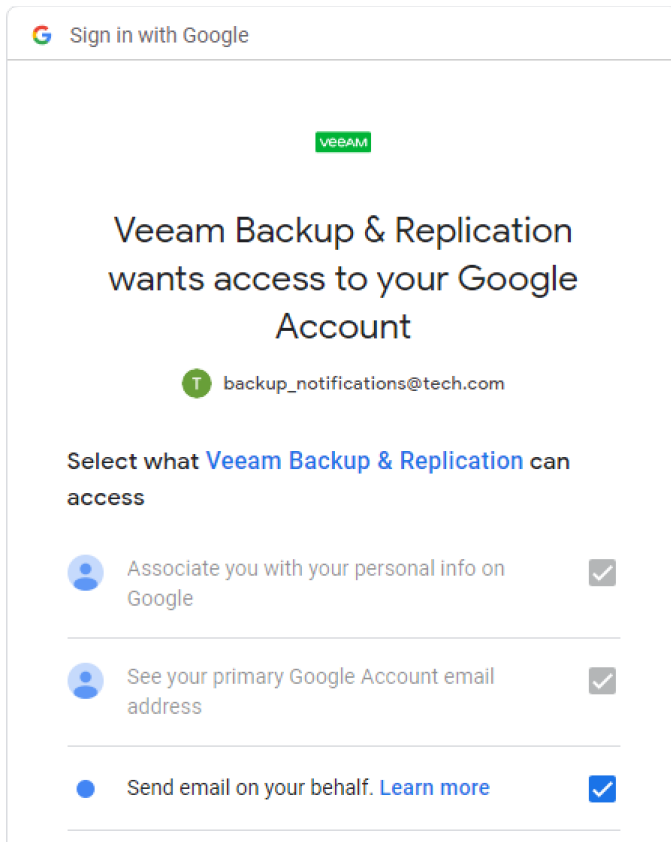 Sign in with Google
veeam
Veeam Backup & Replication
wants access to your Google
Account
T
backup_notifications@tech.com
Select what Veeam Backup & Replication can
access
Associate you with your personal info on
Google
See your primary Google Account email
address
Send email on your behalf. Learn more